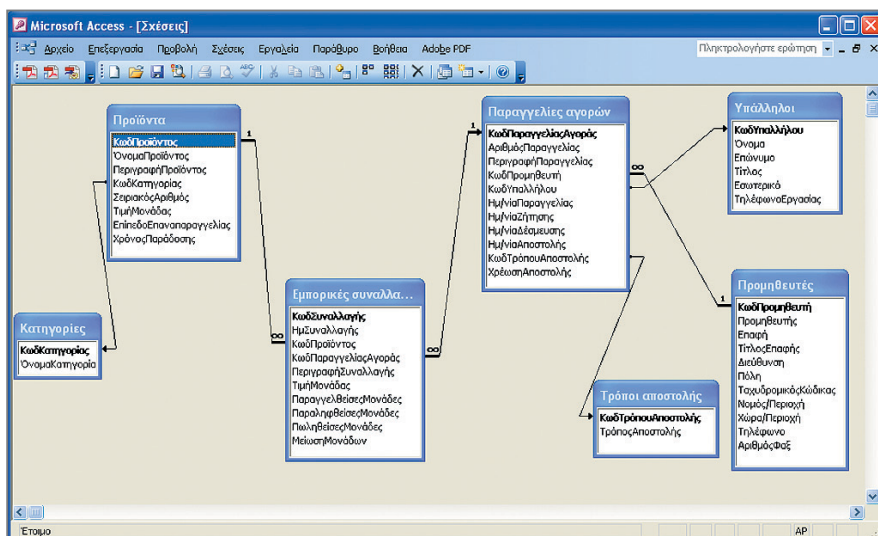 Microsoft Access - [Σχέσεις]
Αρχείο Επεξεργασία Προβολή Σχέσεις Εργαλεία Παράθυρο Βοήθεια Adobe PDF
Πληκτρολογήστε ερώτηση
Προϊόντα
ΚωδΠροϊόντος
ΌνομαΠροϊόντος
ΠεριγραφήΠροϊόντος
ΚωδΚατηγορίας
ΣειριακόςΑριθμός
ΤιμήΜονάδας
ΕπίπεδοΕπαναπαραγγελίας
ΧρόνοςΠαράδοσης
1
Κατηγορίες
ΚωδΚατηγορίας
ΌνομαΚατηγορία
Εμπορικές συναλλα...
ΚωδΣυναλλαγής
ΗμΣυναλλαγής
ΚωδΠροϊόντος
ΚωδΠαραγγελίαςΑγοράς
ΠεριγραφήΣυναλλαγής
ΤιμήΜονάδας
ΠαραγγελθείσεςΜονάδες
ΠαραληφθείσεςΜονάδες
ΠωληθείσεςΜονάδες
ΜείωσηΜονάδων
∞
∞
Παραγγελίες αγορών
1
ΚωδΠαραγγελίαςΑγοράς
ΑριθμόςΠαραγγελίας
ΠεριγραφήΠαραγγελίας
ΚωδΠρομηθευτή
ΚωδΥπαλλήλου
Ημ/νίαΠαραγγελίας
Ημ/νίαΖήτησης
Ημ/νίαΔέσμευσης
Ημ/νίαΑποστολής
ΚωδΤρόπουΑποστολής
ΧρέωσηΑποστολής
∞
Υπάλληλοι
ΚωδΥπαλλήλου
Όνομα
Επώνυμο
Τίτλος
Εσωτερικό
ΤηλέφωνοΕργασίας
Τρόποι αποστολής
ΚωδΤρόπουΑποστολής
ΤρόποςΑποστολής
1
Προμηθευτές
ΚωδΠρομηθευτή
Προμηθευτής
Επαφή
ΤίτλοςΕπαφής
Διεύθυνση
Πόλη
ΤαχυδρομικόςΚώδικας
Νομός/Περιοχή
Χώρα/Περιοχή
Τηλέφωνο
ΑριθμόςΦαξ
Έτοιμο
AP